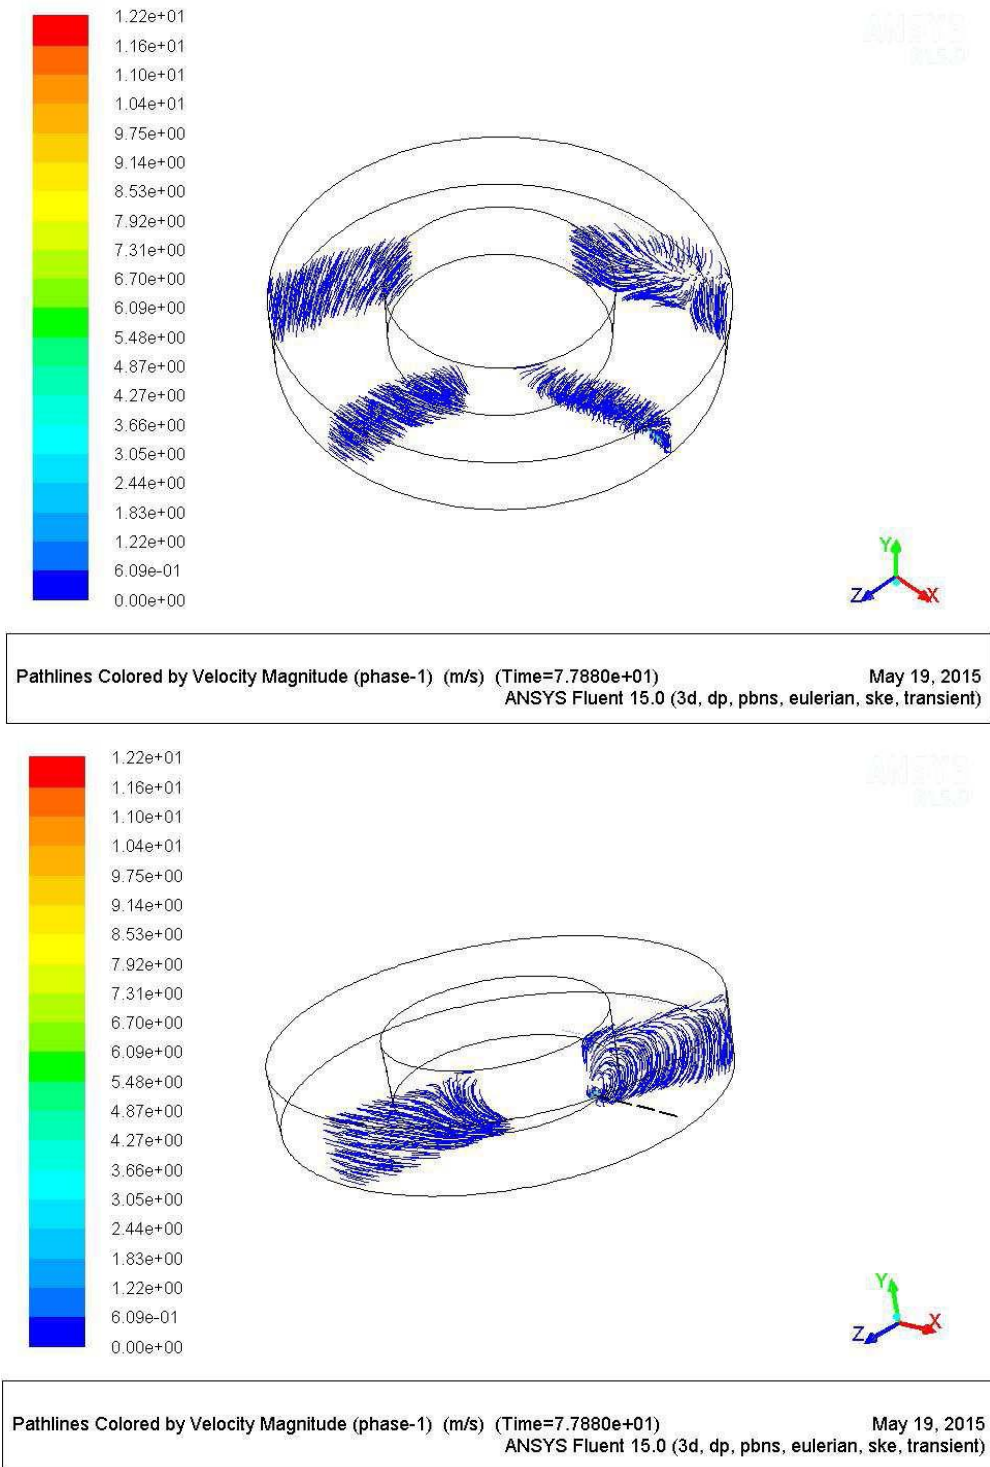 1.22e+01
1.16e+01
1.10e+01
1.04e+01
9.75e+00
9.14e+00
8.53e+00
7.92e+00
7.31e+00
6.70e+00
6.09e+00
5.48e+00
4.87e+00
4.27e+00
3.66e+00
3.05e+00
2.44e+00
1.83e+00
1.22e+00
6.09e-01
0.00e+00
ANSYS
R15.0
Y
Z X
Pathlines Colored by Velocity Magnitude (phase-1) (m/s) (Time=7.7880e+01) May 19, 2015
ANSYS Fluent 15.0 (3d, dp, pbns, eulerian, ske, transient)
1.22e+01
1.16e+01
1.10e+01
1.04e+01
9.75e+00
9.14e+00
8.53e+00
7.92e+00
7.31e+00
6.70e+00
6.09e+00
5.48e+00
4.87e+00
4.27e+00
3.66e+00
3.05e+00
2.44e+00
1.83e+00
1.22e+00
6.09e-01
0.00e+00
ANSYS
R15.0
Y
Z X
Pathlines Colored by Velocity Magnitude (phase-1) (m/s) (Time=7.7880e+01) May 19, 2015
ANSYS Fluent 15.0 (3d, dp, pbns, eulerian, ske, transient)